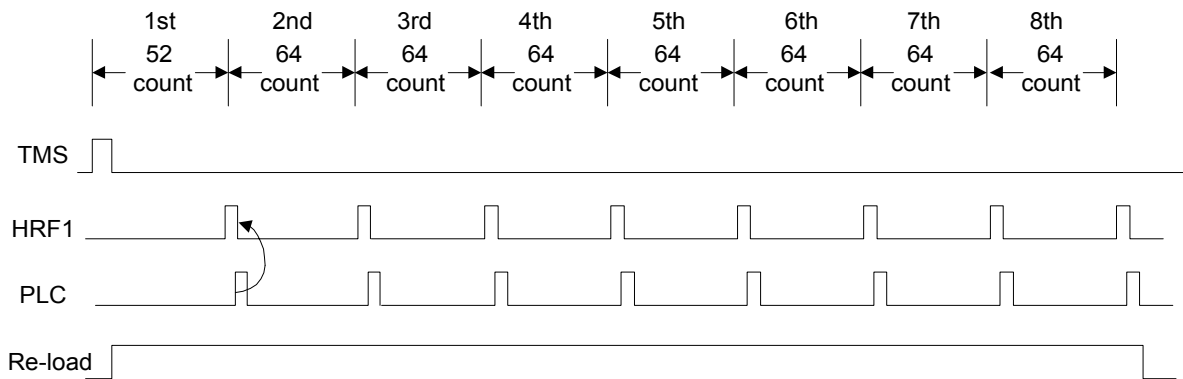 1st 2nd 3rd 4th 5th 6th 7th 8th
52 64 64 64 64 64 64 64
count count count count count count count count
TMS
HRF1
PLC
Re-load